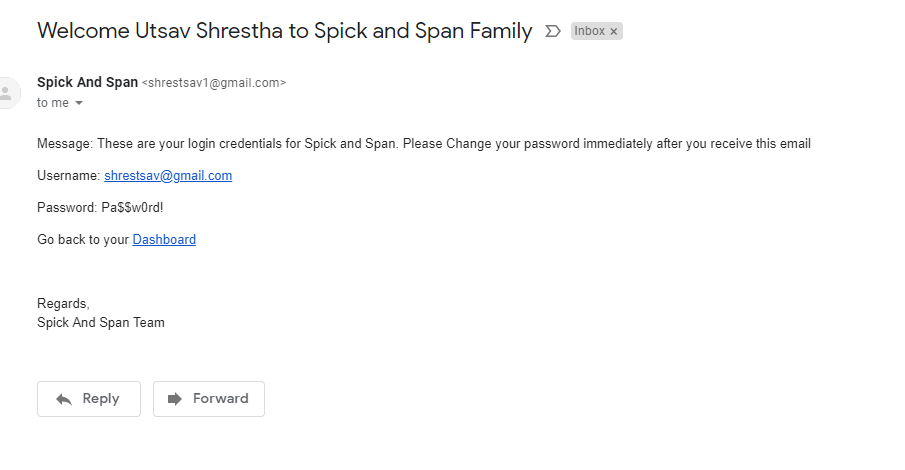 Welcome Utsav Shrestha to Spick and Span Family Inbox x
Spick And Span <shrestsav1@gmail.com>
to me
Message: These are your login credentials for Spick and Span. Please Change your password immediately after you receive this email
Username: shrestsav@gmail.com
Password: Pa$$w0rd!
Go back to your Dashboard
Regards,
Spick And Span Team
Reply Forward